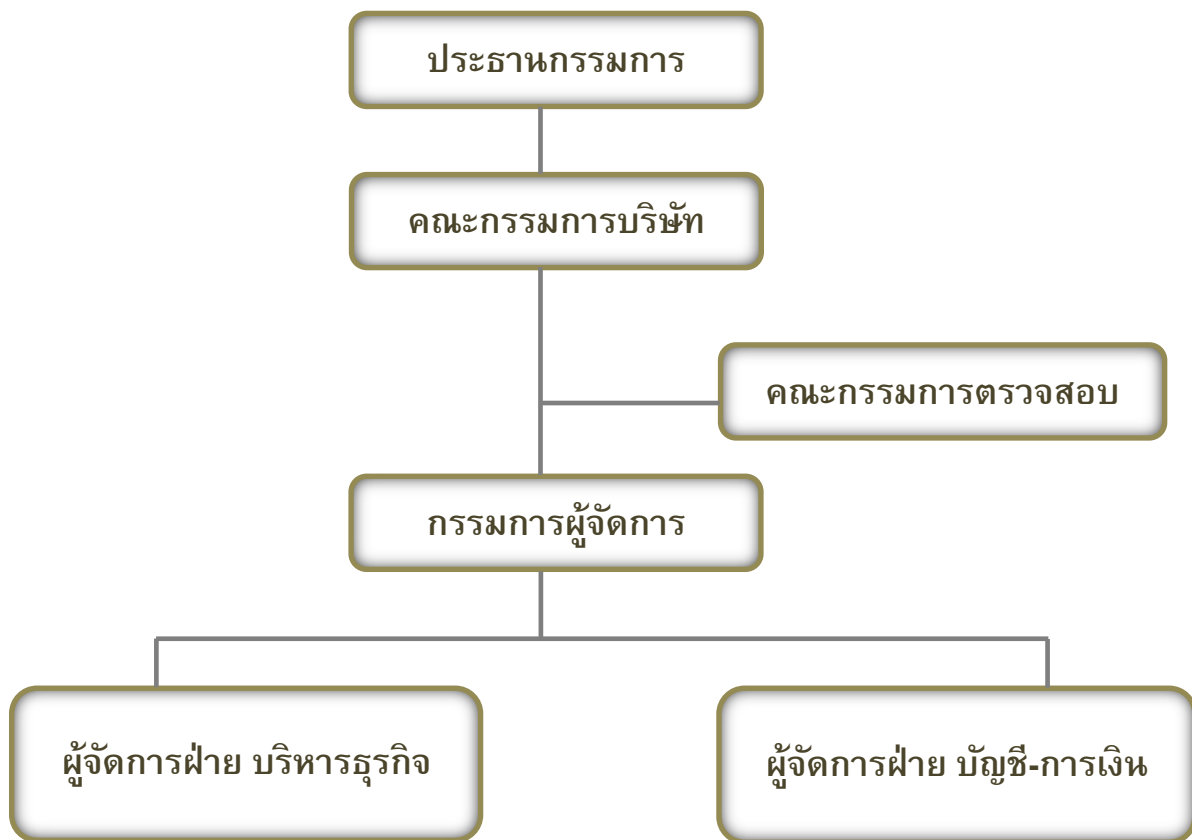 ประธานกรรมการ
คณะกรรมการบริษัท
คณะกรรมการตรวจสอบ
กรรมการผู้จัดการ
ผู้จัดการฝ่าย บริหารธุรกิจ
ผู้จัดการฝ่าย บัญชี-การเงิน